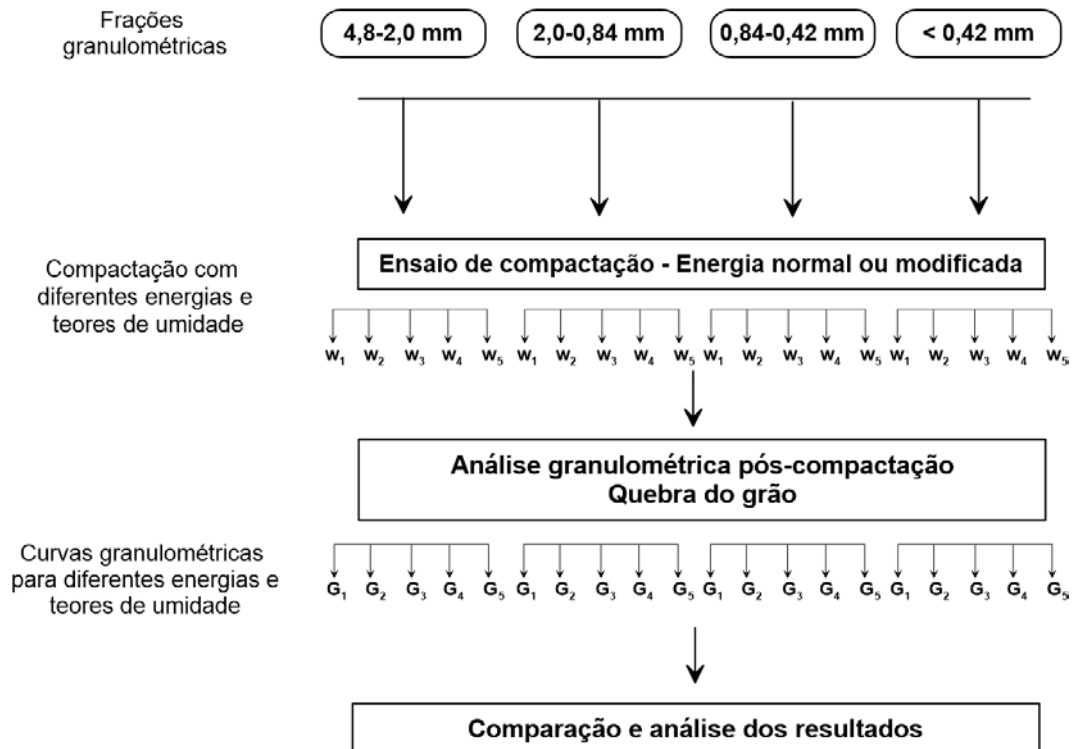 Frações
granulométricas
4,8-2,0 mm 2,0-0,84 mm 0,84-0,42 mm < 0,42 mm
Compactação com
diferentes energias e
teores de umidade
Ensaio de compactação - Energia normal ou modificada
w₁ w₂ w₃ w₄ w₅ w₁ w₂ w₃ w₄ w₅ w₁ w₂ w₃ w₄ w₅ w₁ w₂ w₃ w₄ w₅
Análise granulométrica pós-compactação
Quebra do grão
Curvas granulométricas
para diferentes energias e
teores de umidade
G₁ G₂ G₃ G₄ G₅ G₁ G₂ G₃ G₄ G₅ G₁ G₂ G₃ G₄ G₅ G₁ G₂ G₃ G₄ G₅
Comparação e análise dos resultados